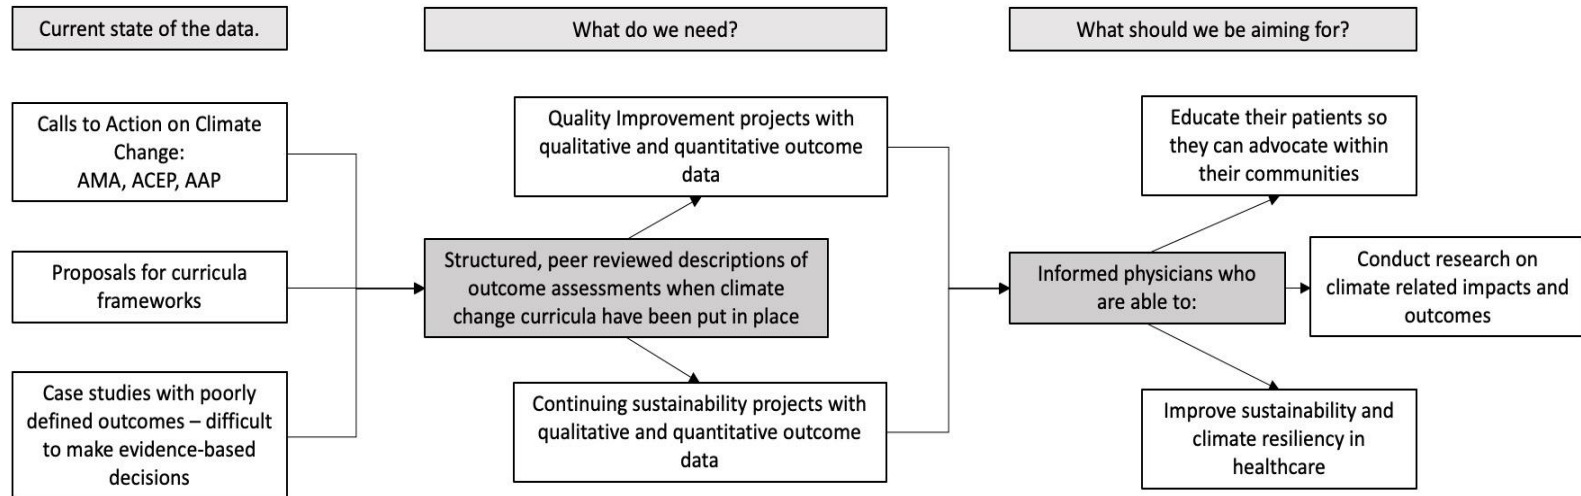 Current state of the data.
What do we need?
What should we be aiming for?
Calls to Action on Climate
Change:
AMA, ACEP, AAP
Proposals for curricula
frameworks
Case studies with poorly
defined outcomes – difficult
to make evidence-based
decisions
Quality Improvement projects with
qualitative and quantitative outcome
data
Structured, peer reviewed descriptions of
outcome assessments when climate
change curricula have been put in place
Continuing sustainability projects with
qualitative and quantitative outcome
data
Informed physicians who
are able to:
Educate their patients so
they can advocate within
their communities
Conduct research on
climate related impacts and
outcomes
Improve sustainability and
climate resiliency in
healthcare